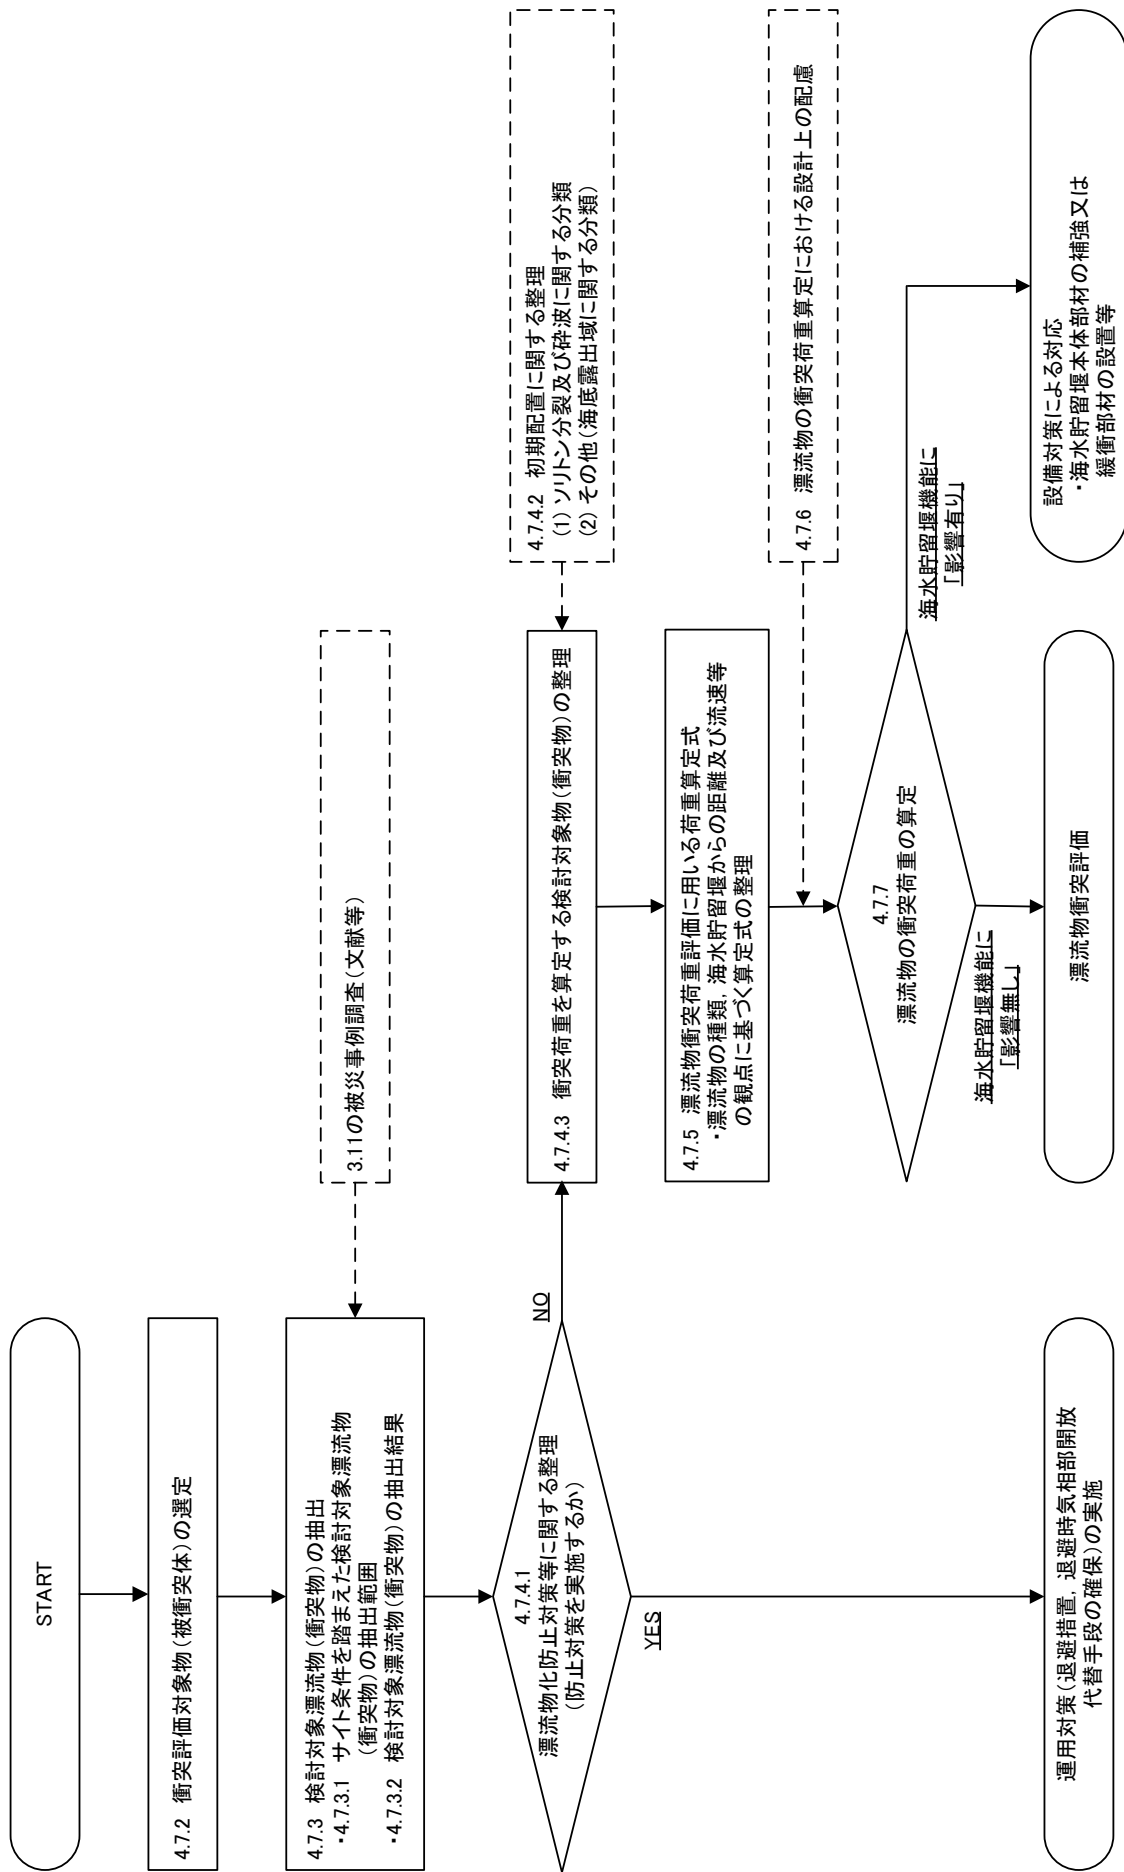 START
4.7.2 衝突評価対象物(被衝突体)の選定
4.7.3 検討対象漂流物(衝突物)の抽出
・4.7.3.1 サイト条件を踏まえた検討対象漂流物
(衝突物)の抽出範囲
・4.7.3.2 検討対象漂流物(衝突物)の抽出結果
3.11の被災事例調査(文献等)
4.7.4.1
漂流物化防止対策等に関する整理
(防止対策を実施するか)
NO
YES
運用対策(退避措置,退避時気相部開放
代替手段の確保)の実施
4.7.4.2 初期配置に関する整理
(1)ソリトン分裂及び砕波に関する分類
(2)その他(海底露出域に関する分類)
4.7.4.3 衝突荷重を算定する検討対象物(衝突物)の整理
4.7.5 漂流物衝突荷重評価に用いる荷重算定式
・漂流物の種類,海水貯留堰からの距離及び流速等
の観点に基づく算定式の整理
4.7.6 漂流物の衝突荷重算定における設計上の配慮
4.7.7
漂流物の衝突荷重の算定
海水貯留堰機能に
「影響有り」
海水貯留堰機能に
「影響無し」
漂流物衝突評価
設備対策による対応
・海水貯留堰本体部材の補強又は
緩衝部材の設置等